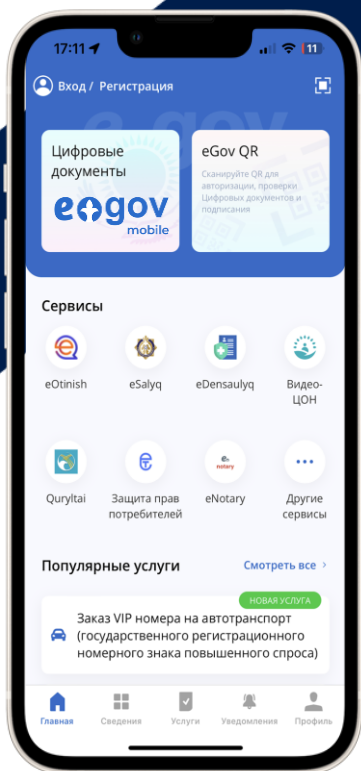 17:11
11
Вход / Регистрация
e.gov
Цифровые
документы
egov
mobile
eGov QR
Сканируйте QR для
авторизации, проверки
Цифровых документов и
подписания
Сервисы
eOtinish
eSalyq
eDensaulyq
Видео-
ЦОН
Quryltai
Защита прав
потребителей
e-
notary
eNotary
Другие
сервисы
Популярные услуги
Смотреть все >
НОВАЯ УСЛУГА
Заказ VIP номера на автотранспорт
(государственного регистрационного
номерного знака повышенного спроса)
Главная
Сведения
Услуги
Уведомления
Профиль